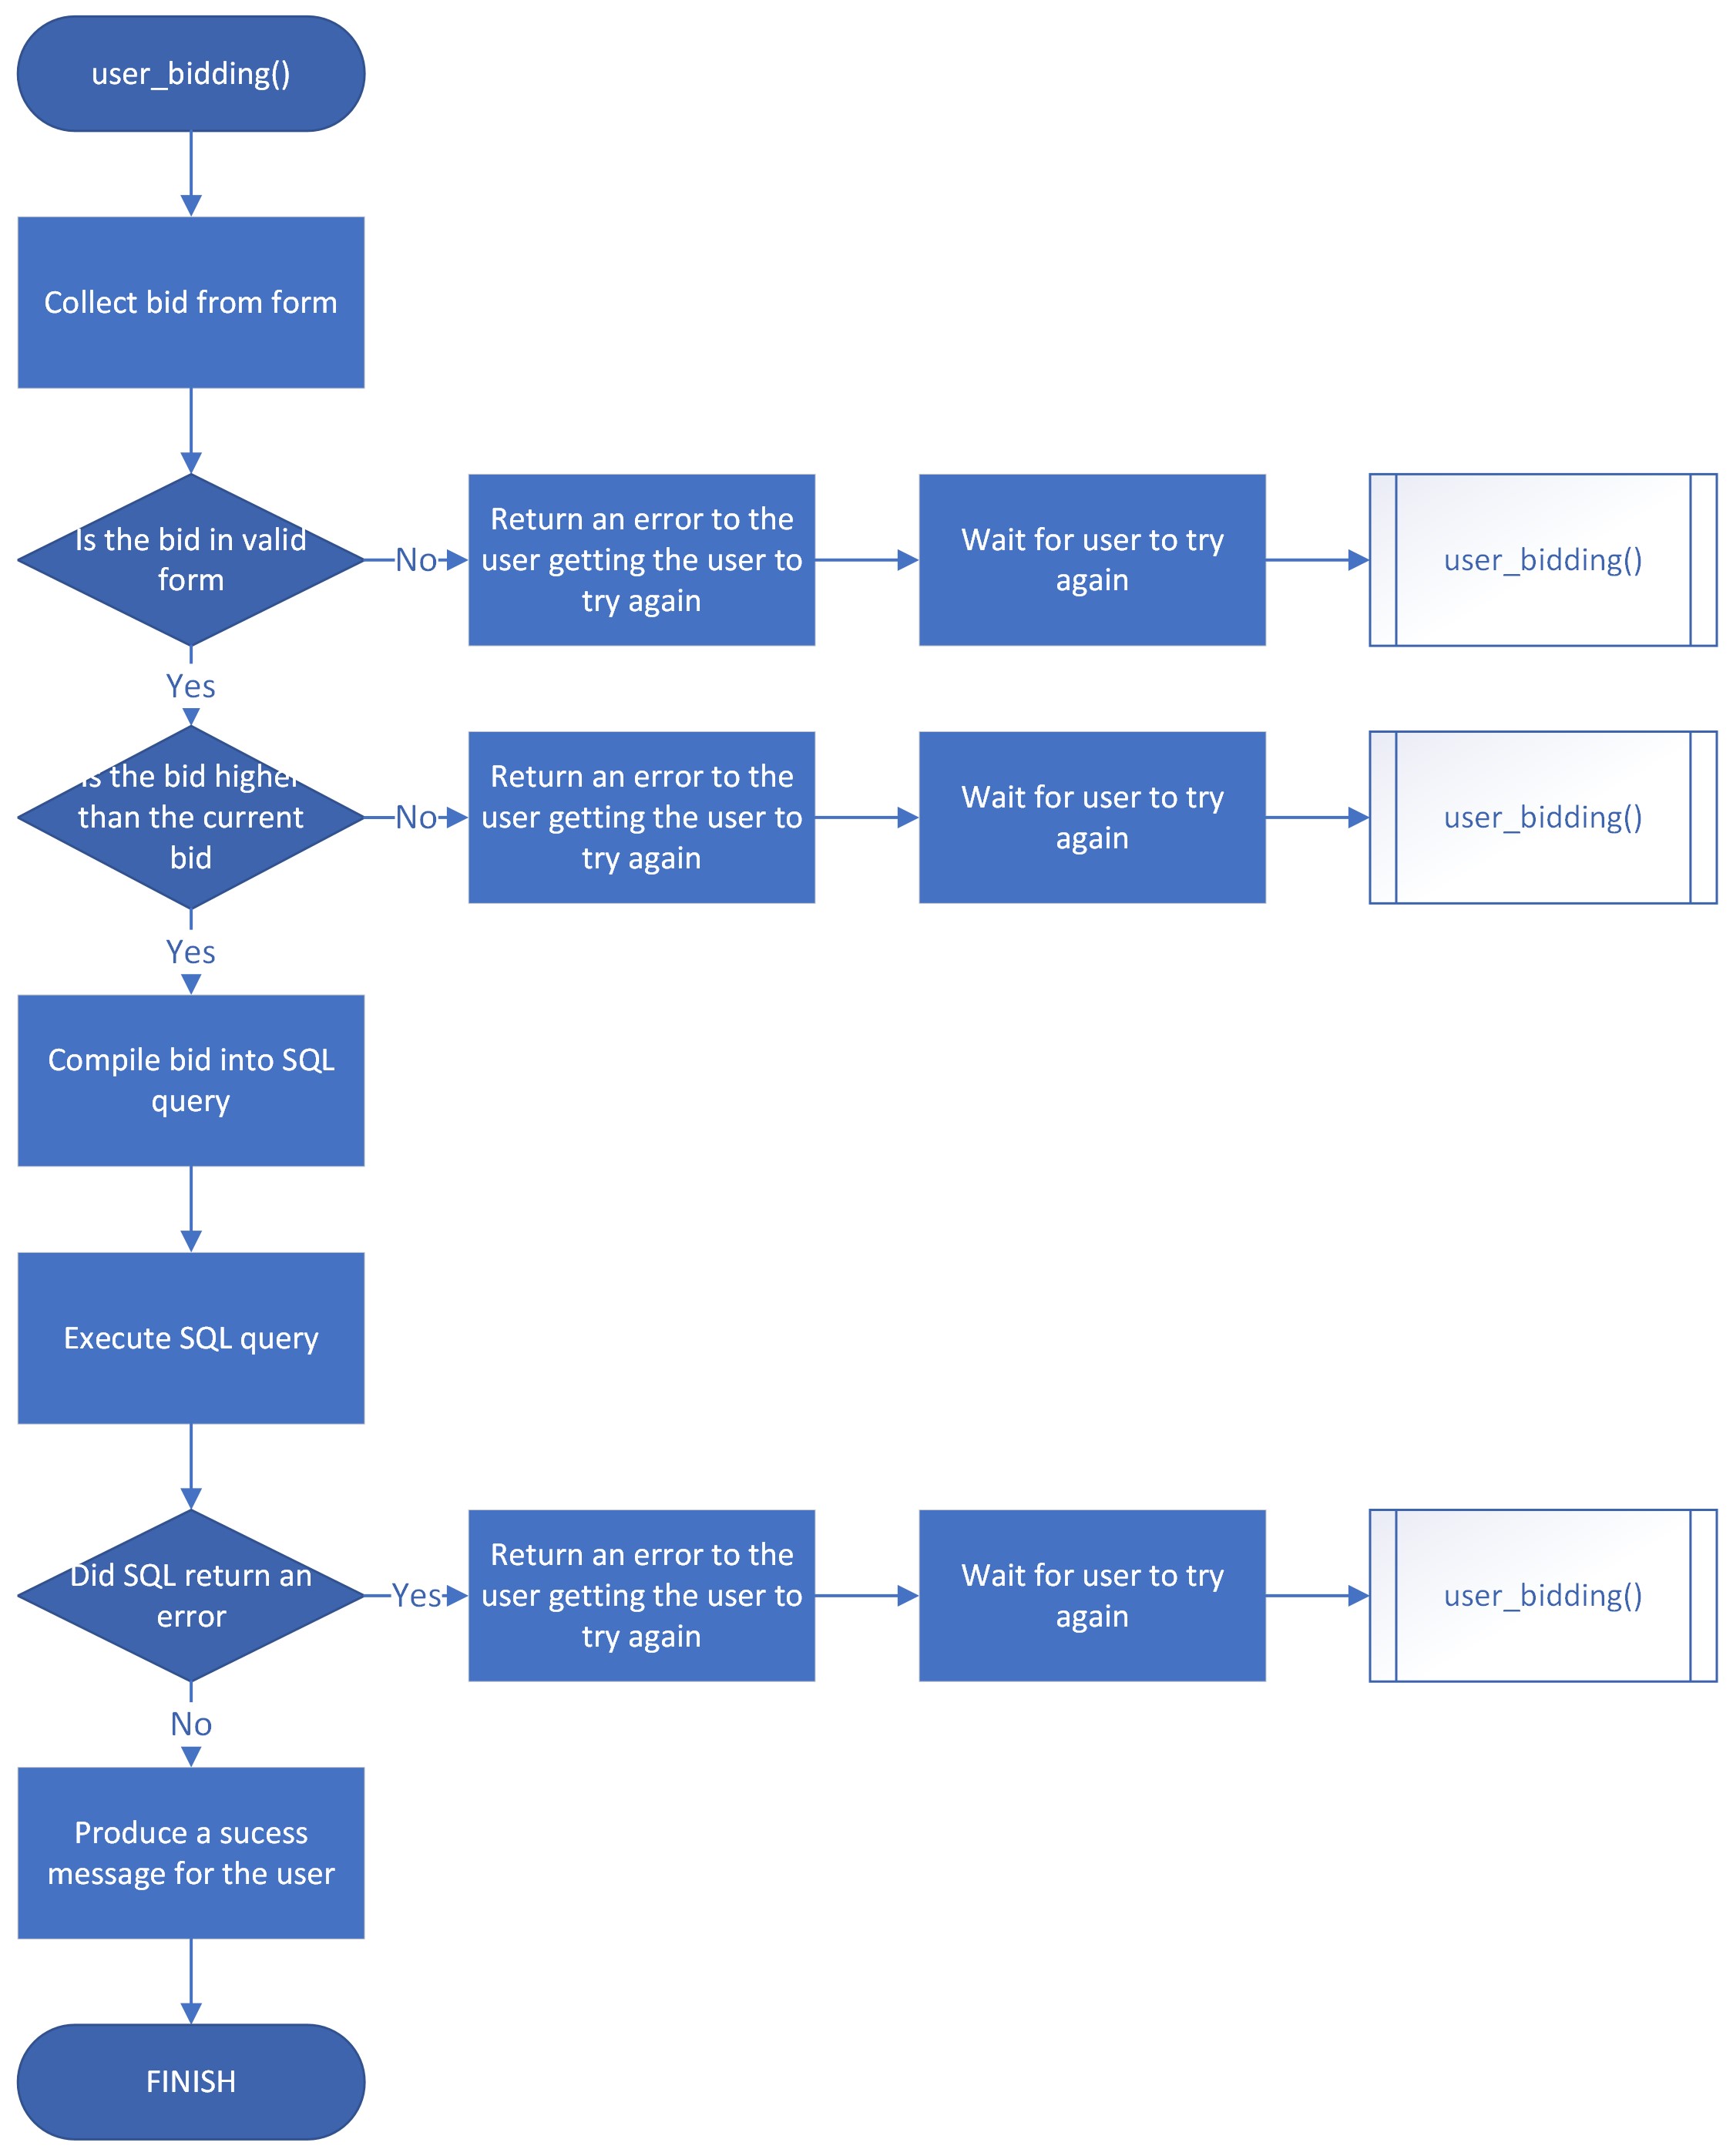 user_bidding()
Collect bid from form
Is the bid in valid
form
No
Return an error to the
user getting the user to
try again
Wait for user to try
again
user_bidding()
Yes
Is the bid higher
than the current
bid
No
Return an error to the
user getting the user to
try again
Wait for user to try
again
user_bidding()
Yes
Compile bid into SQL
query
Execute SQL query
Did SQL return an
error
Yes
Return an error to the
user getting the user to
try again
Wait for user to try
again
user_bidding()
No
Produce a sucess
message for the user
FINISH